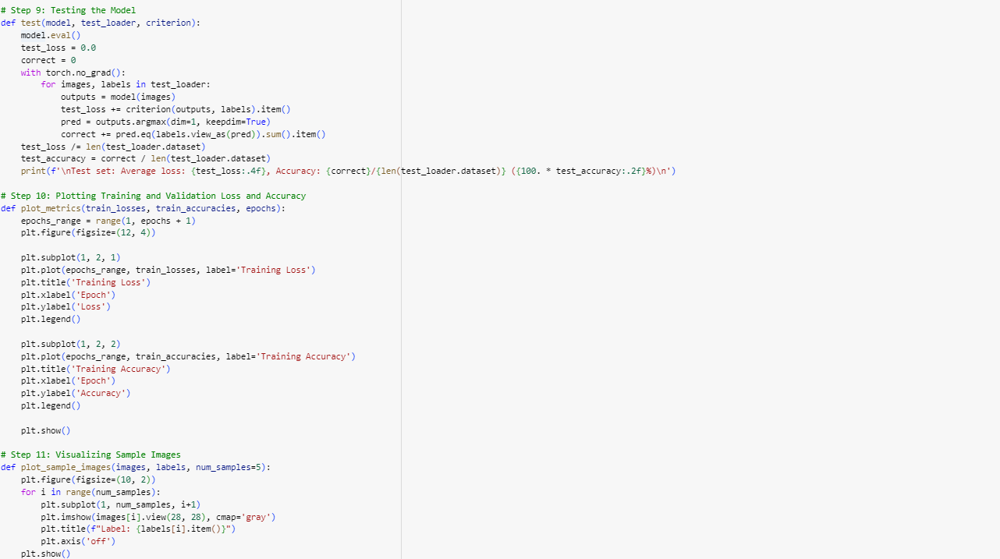 # Step 9: Testing the Model
def test(model, test_loader, criterion):
    model.eval()
    test_loss = 0.0
    correct = 0
    with torch.no_grad():
        for images, labels in test_loader:
            outputs = model(images)
            test_loss += criterion(outputs, labels).item()
            pred = outputs.argmax(dim=1, keepdim=True)
            correct += pred.eq(labels.view_as(pred)).sum().item()
    test_loss /= len(test_loader.dataset)
    test_accuracy = correct / len(test_loader.dataset)
    print(f'\nTest set: Average loss: {test_loss:.4f}, Accuracy: {correct}/{len(test_loader.dataset)} ({100. * test_accuracy:.2f}%)\n')

# Step 10: Plotting Training and Validation Loss and Accuracy
def plot_metrics(train_losses, train_accuracies, epochs):
    epochs_range = range(1, epochs + 1)
    plt.figure(figsize=(12, 4))

    plt.subplot(1, 2, 1)
    plt.plot(epochs_range, train_losses, label='Training Loss')
    plt.title('Training Loss')
    plt.xlabel('Epoch')
    plt.ylabel('Loss')
    plt.legend()

    plt.subplot(1, 2, 2)
    plt.plot(epochs_range, train_accuracies, label='Training Accuracy')
    plt.title('Training Accuracy')
    plt.xlabel('Epoch')
    plt.ylabel('Accuracy')
    plt.legend()

    plt.show()

# Step 11: Visualizing Sample Images
def plot_sample_images(images, labels, num_samples=5):
    plt.figure(figsize=(10, 2))
    for i in range(num_samples):
        plt.subplot(1, num_samples, i+1)
        plt.imshow(images[i].view(28, 28), cmap='gray')
        plt.title(f"Label: {labels[i].item()}")
        plt.axis('off')
    plt.show()